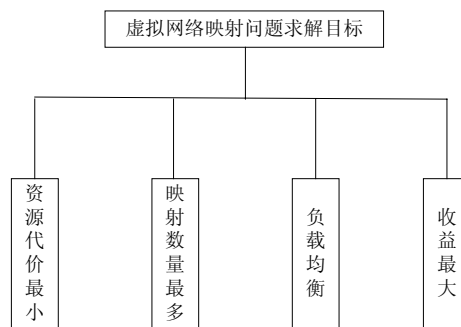 虚拟网络映射问题求解目标
资源代价最小
映射数量最多
负载均衡
收益最大